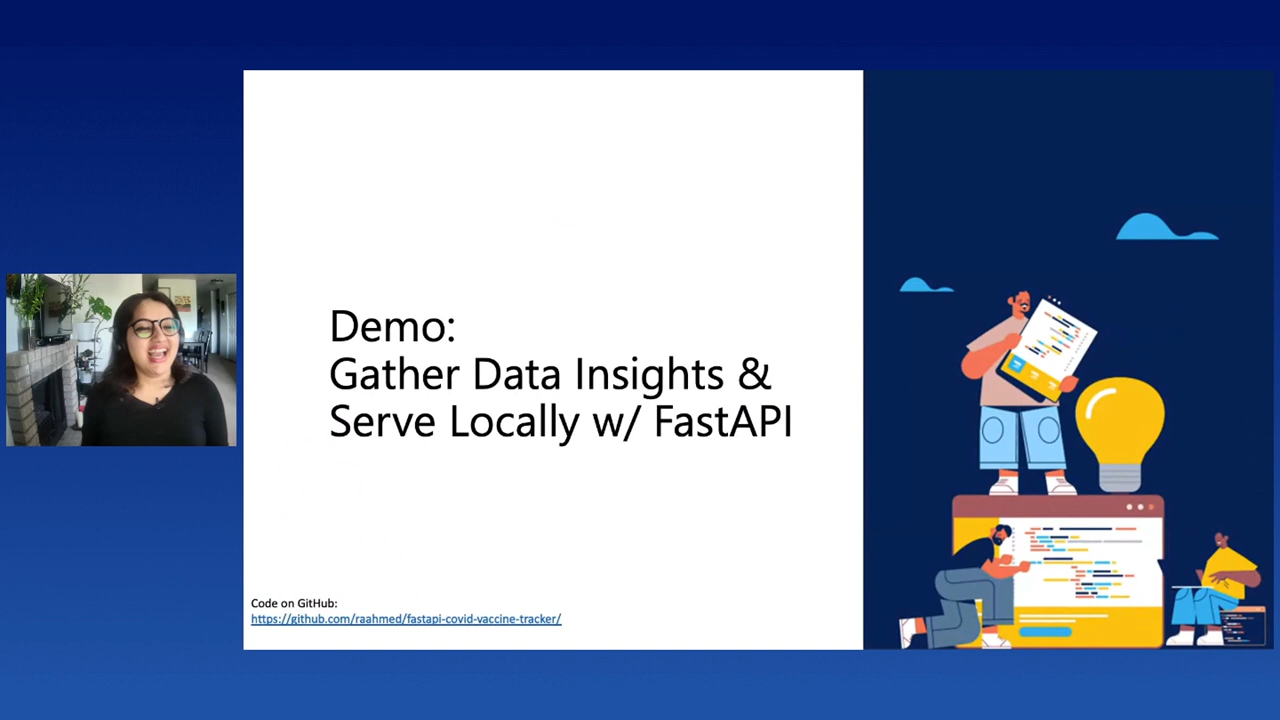 Demo:
Gather Data Insights &
Serve Locally w/ FastAPI
Code on GitHub:
https://github.com/raahmed/fastapi-covid-vaccine-tracker/